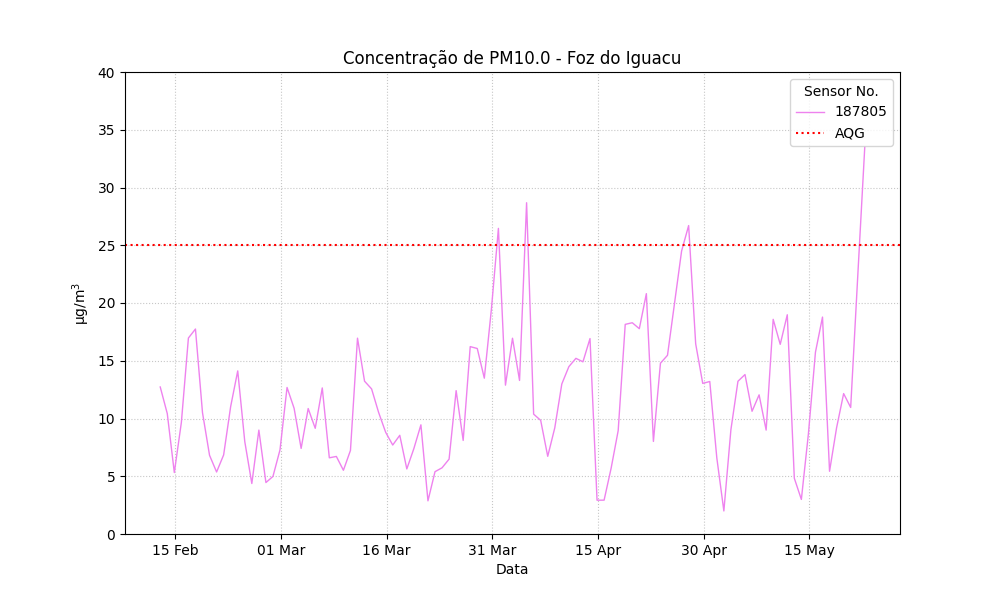 Concentração de PM10.0 - Foz do Iguacu
40
35
30
25
20
15
10
5
0
µg/m³
Sensor No.
187805
AQG
15 Feb
01 Mar
16 Mar
31 Mar
15 Apr
30 Apr
15 May
Data